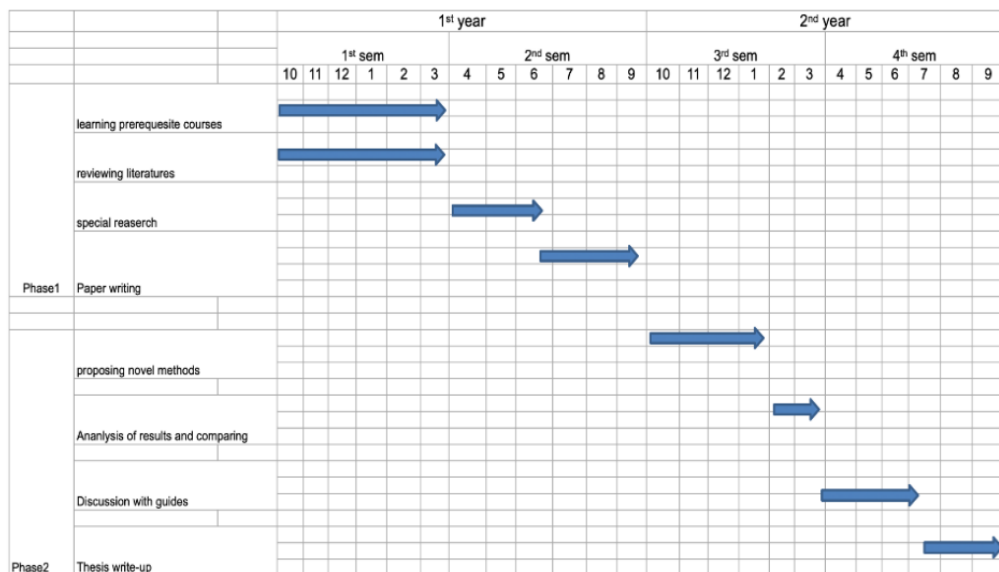 1st year 2nd year
1st sem 2nd sem 3rd sem 4th sem
10 11 12 1 2 3 4 5 6 7 8 9 10 11 12 1 2 3 4 5 6 7 8 9
learning prerequesite courses
reviewing literatures
special reaserch
Phase1 Paper writing
proposing novel methods
Ananlysis of results and comparing
Discussion with guides
Phase2 Thesis write-up